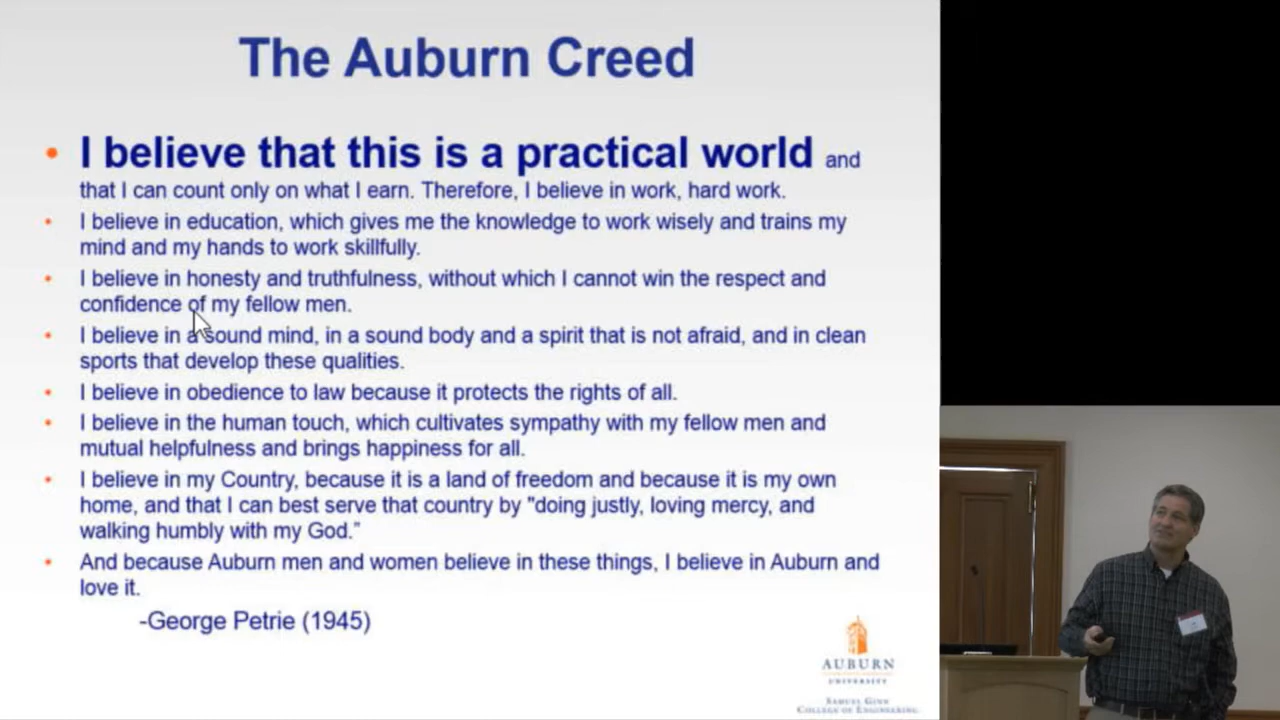 The Auburn Creed
• I believe that this is a practical world and
that I can count only on what I earn. Therefore, I believe in work, hard work.
• I believe in education, which gives me the knowledge to work wisely and trains my
mind and my hands to work skillfully.
• I believe in honesty and truthfulness, without which I cannot win the respect and
confidence of my fellow men.
• I believe in a sound mind, in a sound body and a spirit that is not afraid, and in clean
sports that develop these qualities.
• I believe in obedience to law because it protects the rights of all.
• I believe in the human touch, which cultivates sympathy with my fellow men and
mutual helpfulness and brings happiness for all.
• I believe in my Country, because it is a land of freedom and because it is my own
home, and that I can best serve that country by "doing justly, loving mercy, and
walking humbly with my God."
• And because Auburn men and women believe in these things, I believe in Auburn and
love it.
-George Petrie (1945)
AUBURN
UNIVERSITY
SAMUEL GINN
COLLEGE OF ENGINEERING